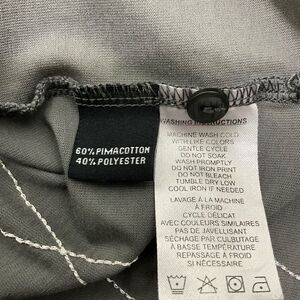 60% PIMACOTTON
40% POLYESTER
WASHING INSTRUCTIONS
MACHINE WASH COLD
WITH LIKE COLORS
GENTLE CYCLE
DO NOT SOAK
WASH PROMPTLY
DO NOT IRON PRINT
DO NOT BLEACH
TUMBLE DRY LOW
COOL IRON IF NEEDED
LAVAGE À LA MACHINE
À FROID
CYCLE DÉLICAT
AVEC COULEURS SIMILAIRES
PAS DE JAVELLISANT
SÉCHAGE PAR CULBUTAGE
À BASSE TEMPÉRATURE
REPASSAGE À FROID
SI NÉCESSAIRE